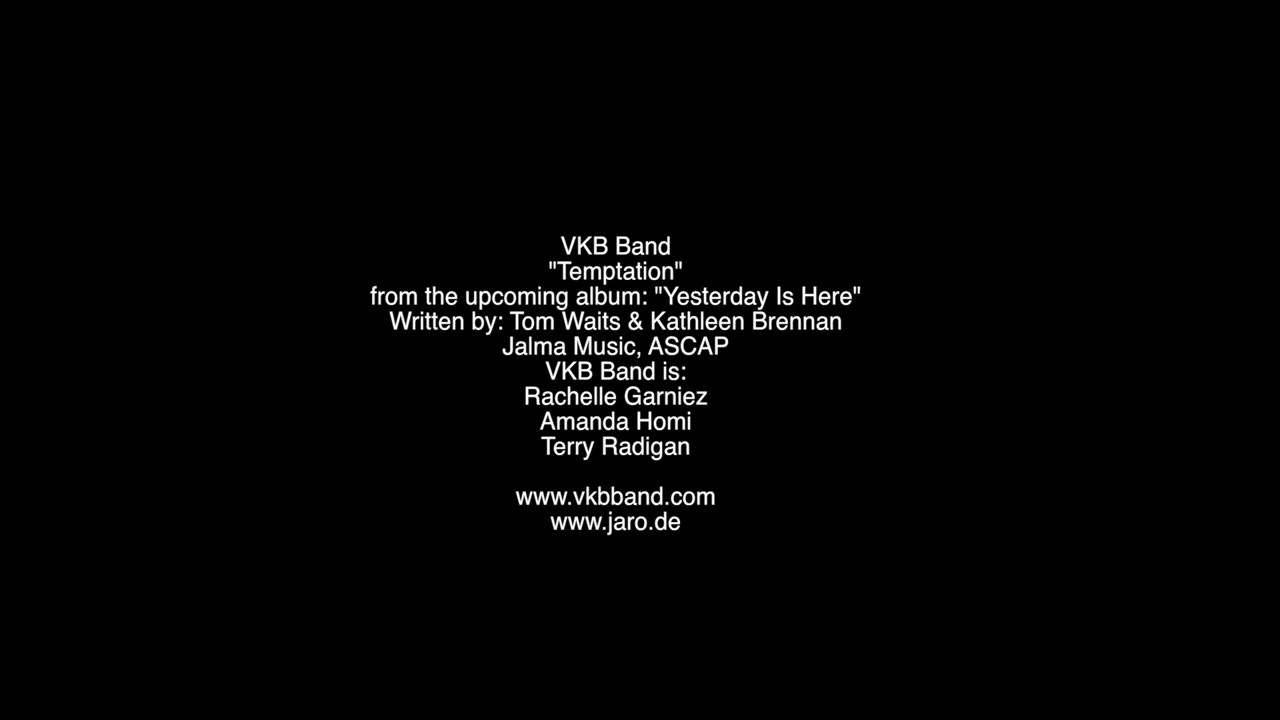 VKB Band
"Temptation"
from the upcoming album: "Yesterday Is Here"
Written by: Tom Waits & Kathleen Brennan
Jalma Music, ASCAP
VKB Band is:
Rachelle Garniez
Amanda Homi
Terry Radigan
www.vkbband.com
www.jaro.de